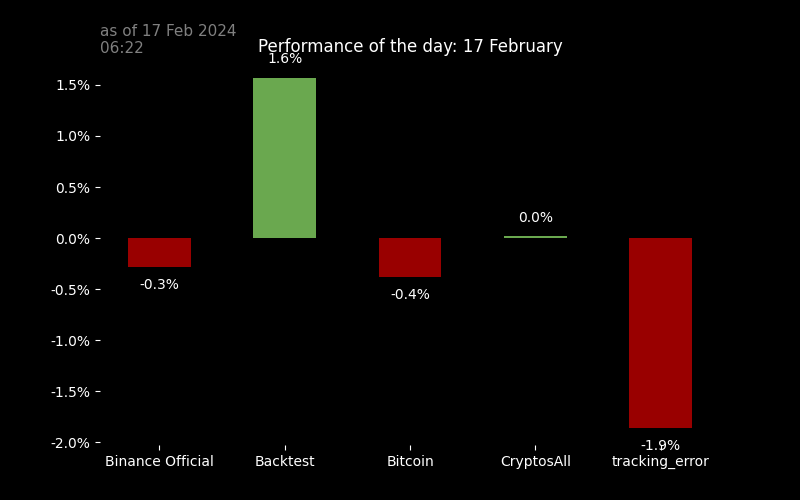 as of 17 Feb 2024
06:22
Performance of the day: 17 February
1.6%
1.5%
1.0%
0.5%
0.0%
0.0%
-0.3%
-0.4%
-0.5%
-1.0%
-1.5%
-1.9%
-2.0%
Binance Official
Backtest
Bitcoin
CryptosAll
tracking_error